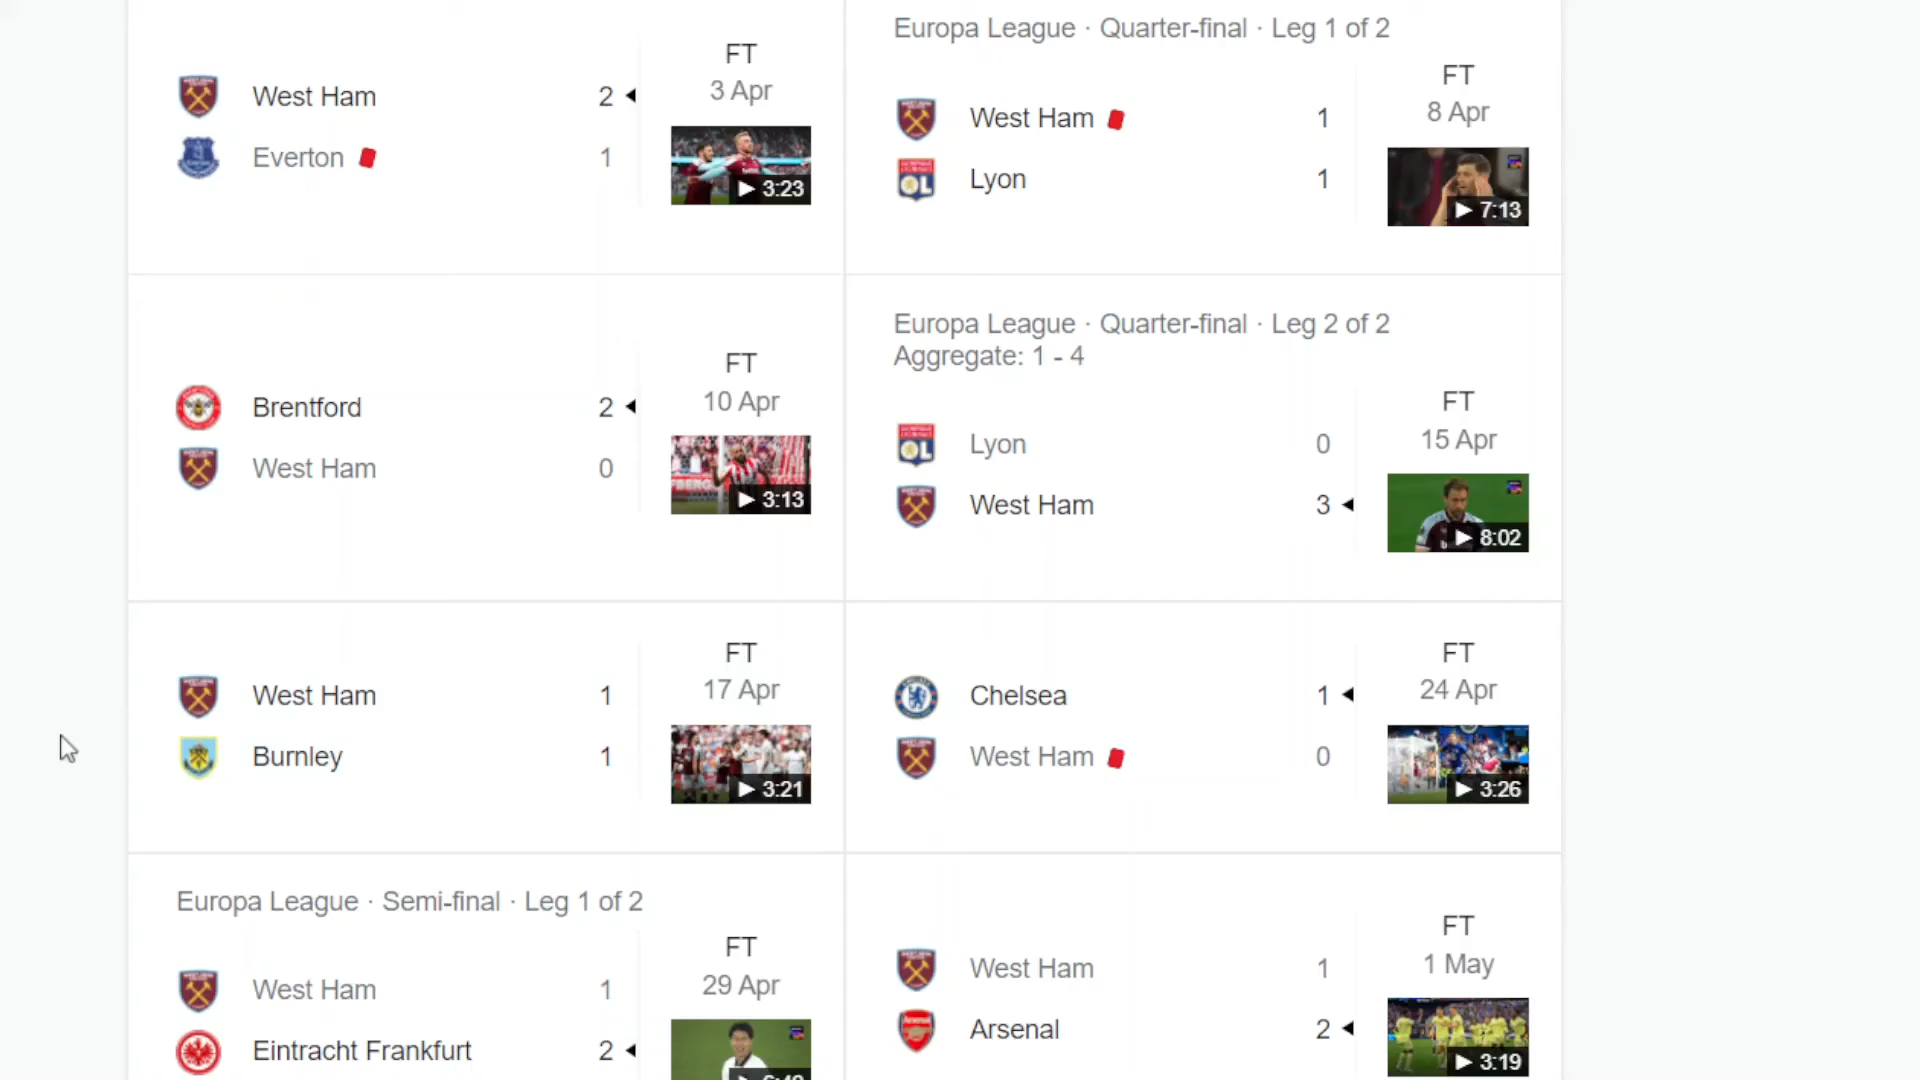 West Ham 2
Everton 1
FT
3 Apr
3:23
Europa League · Quarter-final · Leg 1 of 2
West Ham 1
Lyon 1
FT
8 Apr
7:13
Brentford 2
West Ham 0
FT
10 Apr
3:13
Europa League · Quarter-final · Leg 2 of 2
Aggregate: 1 - 4
Lyon 0
West Ham 3
FT
15 Apr
8:02
West Ham 1
Burnley 1
FT
17 Apr
3:21
Chelsea 1
West Ham 0
FT
24 Apr
3:26
Europa League · Semi-final · Leg 1 of 2
West Ham 1
Eintracht Frankfurt 2
FT
29 Apr
West Ham 1
Arsenal 2
FT
1 May
3:19